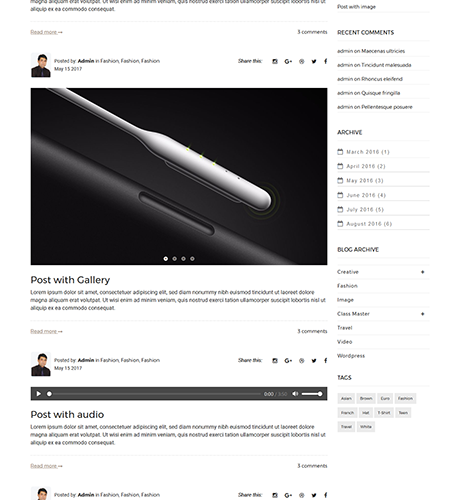 magna aliquam erat volutpat. Ut wisi enim ad minim veniam, quis nostrud exerci tation ullamcorper suscipit lobortis nisl ut
aliquip ex ea commodo consequat.
Read more
3 comments
Posted by: Admin in Fashion, Fashion, Fashion
May 15 2017
Share this:
Post with Gallery
Lorem ipsum dolor sit amet, consectetuer adipiscing elit, sed diam nonummy nibh euismod tincidunt ut laoreet dolore
magna aliquam erat volutpat. Ut wisi enim ad minim veniam, quis nostrud exerci tation ullamcorper suscipit lobortis nisl ut
aliquip ex ea commodo consequat.
Read more
3 comments
Posted by: Admin in Fashion, Fashion, Fashion
May 15 2017
Share this:
0:00 / 0:00
Post with audio
Lorem ipsum dolor sit amet, consectetuer adipiscing elit, sed diam nonummy nibh euismod tincidunt ut laoreet dolore
magna aliquam erat volutpat. Ut wisi enim ad minim veniam, quis nostrud exerci tation ullamcorper suscipit lobortis nisl ut
aliquip ex ea commodo consequat.
Read more
3 comments
Posted by: Admin in Fashion, Fashion, Fashion
Share this:
Post with image
RECENT COMMENTS
admin on Maecenas ultricies
admin on Tincidunt malesuada
admin on Rhoncus eleifend
admin on Quisque fringilla
admin on Pellentesque posuere
ARCHIVE
March 2016 (1)
April 2016 (2)
May 2016 (3)
June 2016 (4)
July 2016 (5)
August 2016 (6)
BLOG ARCHIVE
Creative +
Fashion
Image
Class Master +
Travel
Video
Wordpress
TAGS
Asian Brown Euro Fashion
French Hat T-Shirt Teen
Travel White